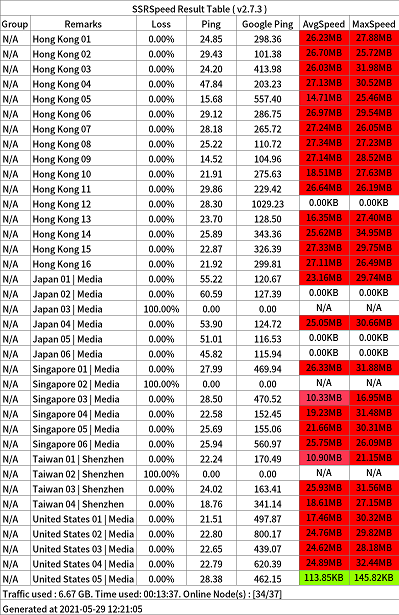 SSRSpeed Result Table ( v2.7.3 )
Group Remarks Loss Ping Google Ping AvgSpeed MaxSpeed
N/A Hong Kong 01 0.00% 24.85 298.36 26.23MB 27.88MB
N/A Hong Kong 02 0.00% 29.43 101.38 26.70MB 25.72MB
N/A Hong Kong 03 0.00% 24.20 413.98 26.03MB 31.98MB
N/A Hong Kong 04 0.00% 47.84 203.23 27.13MB 30.52MB
N/A Hong Kong 05 0.00% 15.68 557.40 14.71MB 25.46MB
N/A Hong Kong 06 0.00% 29.12 286.75 26.97MB 29.54MB
N/A Hong Kong 07 0.00% 28.18 265.72 27.24MB 26.05MB
N/A Hong Kong 08 0.00% 25.22 110.72 27.34MB 27.23MB
N/A Hong Kong 09 0.00% 14.52 104.96 27.14MB 28.52MB
N/A Hong Kong 10 0.00% 21.91 275.63 18.51MB 27.63MB
N/A Hong Kong 11 0.00% 29.86 229.42 26.64MB 26.19MB
N/A Hong Kong 12 0.00% 28.30 1029.23 0.00KB 0.00KB
N/A Hong Kong 13 0.00% 23.70 128.50 16.35MB 27.40MB
N/A Hong Kong 14 0.00% 25.89 343.36 25.62MB 34.95MB
N/A Hong Kong 15 0.00% 22.87 326.39 27.33MB 29.75MB
N/A Hong Kong 16 0.00% 21.92 299.81 27.11MB 26.49MB
N/A Japan 01 | Media 0.00% 55.22 120.67 23.16MB 29.74MB
N/A Japan 02 | Media 0.00% 60.59 127.39 0.00KB 0.00KB
N/A Japan 03 | Media 100.00% 0.00 0.00 N/A N/A
N/A Japan 04 | Media 0.00% 53.90 124.72 25.05MB 30.66MB
N/A Japan 05 | Media 0.00% 51.01 116.53 0.00KB 0.00KB
N/A Japan 06 | Media 0.00% 45.82 115.94 0.00KB 0.00KB
N/A Singapore 01 | Media 0.00% 27.99 469.94 26.33MB 31.88MB
N/A Singapore 02 | Media 100.00% 0.00 0.00 N/A N/A
N/A Singapore 03 | Media 0.00% 28.50 470.52 10.33MB 16.95MB
N/A Singapore 04 | Media 0.00% 22.58 152.45 19.23MB 31.48MB
N/A Singapore 05 | Media 0.00% 25.69 155.06 21.66MB 30.31MB
N/A Singapore 06 | Media 0.00% 25.94 560.97 25.75MB 26.09MB
N/A Taiwan 01 | Shenzhen 0.00% 22.24 170.49 10.90MB 21.15MB
N/A Taiwan 02 | Shenzhen 100.00% 0.00 0.00 N/A N/A
N/A Taiwan 03 | Shenzhen 0.00% 24.02 163.41 25.93MB 31.56MB
N/A Taiwan 04 | Shenzhen 0.00% 18.76 341.14 18.61MB 27.15MB
N/A United States 01 | Media 0.00% 21.51 497.87 17.46MB 30.32MB
N/A United States 02 | Media 0.00% 22.80 800.17 24.76MB 29.82MB
N/A United States 03 | Media 0.00% 22.65 439.07 24.62MB 28.18MB
N/A United States 04 | Media 0.00% 22.79 620.39 24.89MB 32.44MB
N/A United States 05 | Media 0.00% 28.38 462.15 113.85KB 145.82KB
Traffic used : 6.67 GB. Time used: 00:13:37. Online Node(s) : [34/37]
Generated at 2021-05-29 12:21:05